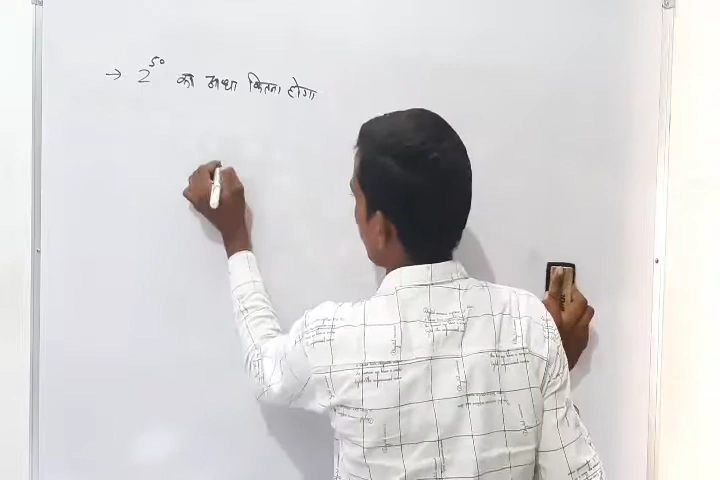 → 2⁵⁰ का आधा कितना होगा